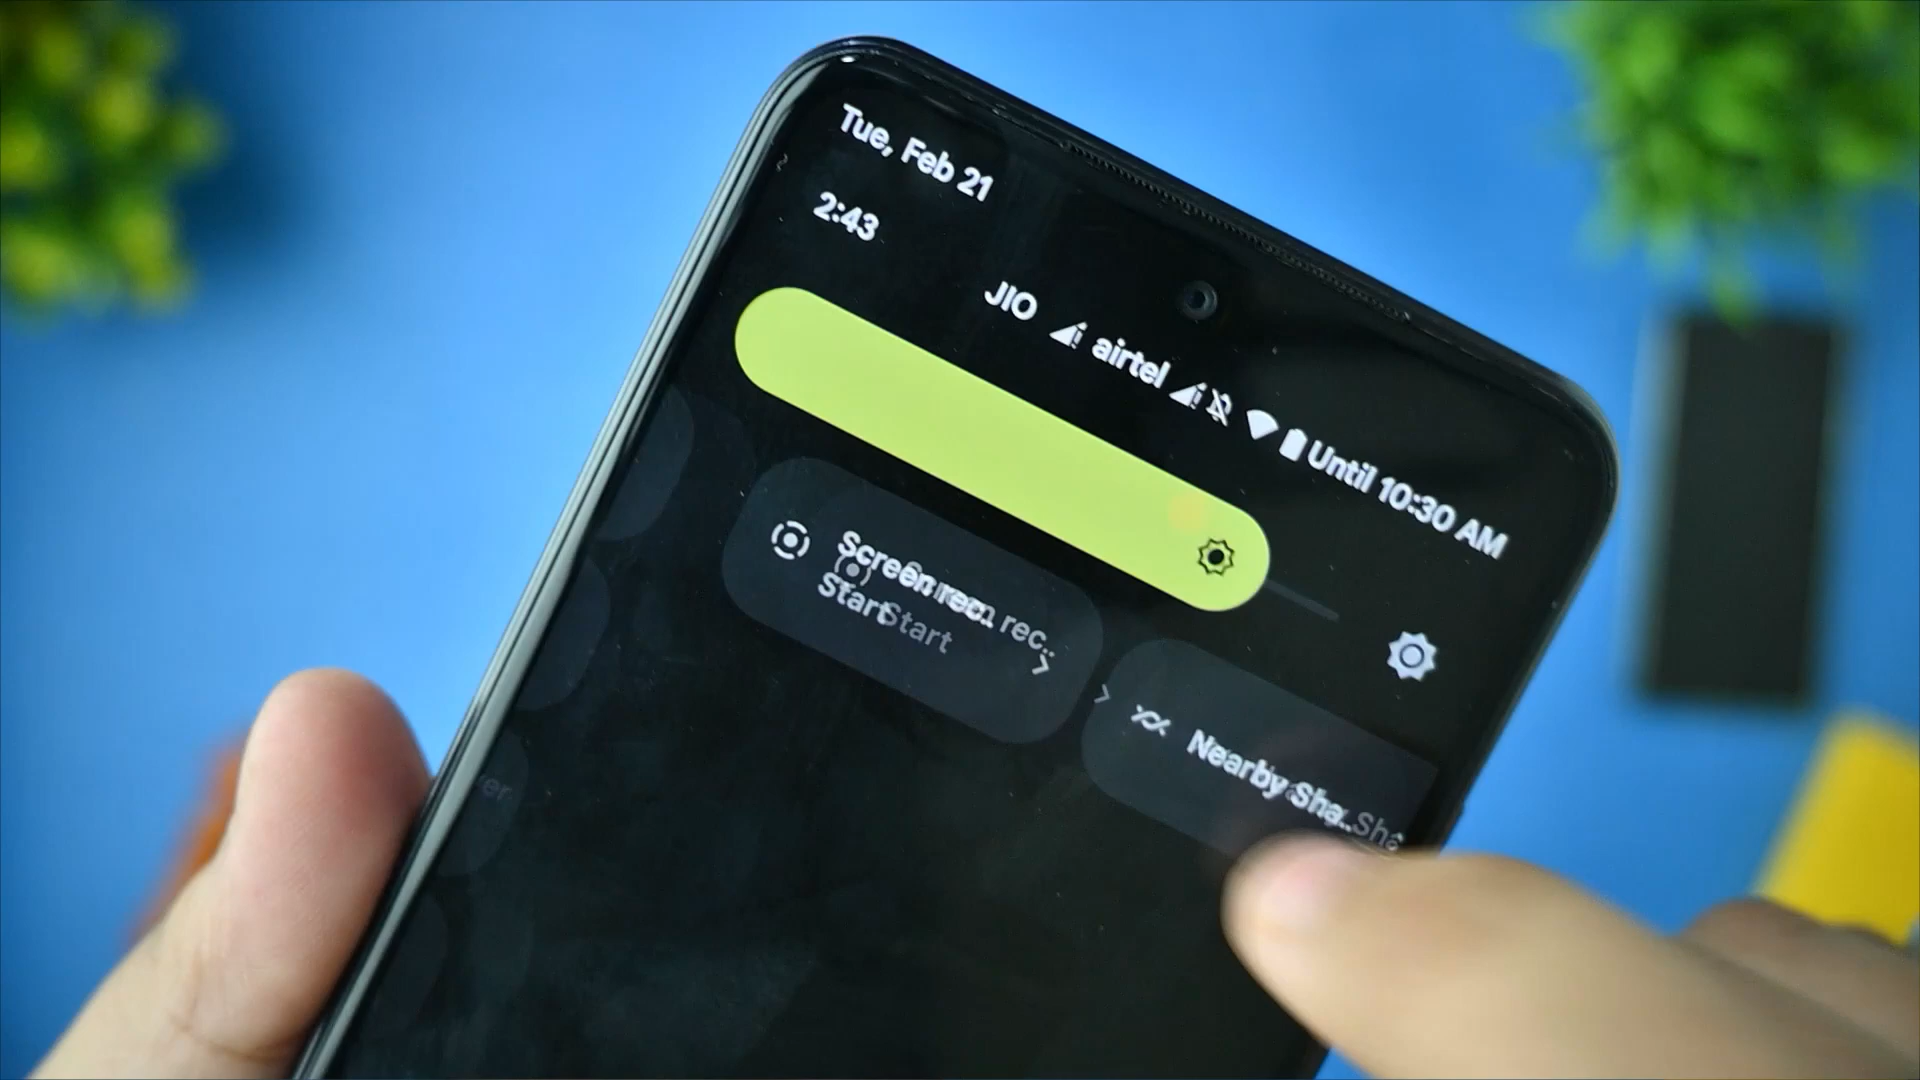 Tue, Feb 21
2:43
JIO airtel Until 10:30 AM
Screen rec..
Start
Nearby Sha..